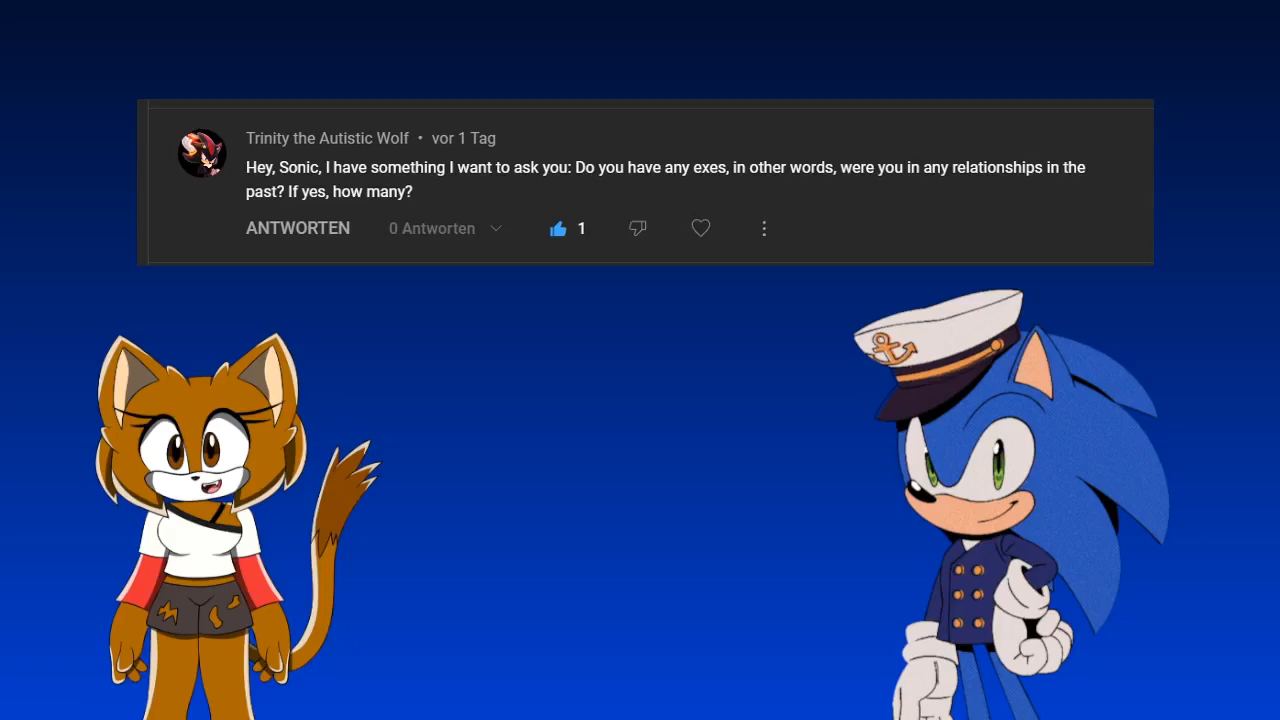 Trinity the Autistic Wolf • vor 1 Tag
Hey, Sonic, I have something I want to ask you: Do you have any exes, in other words, were you in any relationships in the
past? If yes, how many?
ANTWORTEN 0 Antworten 1